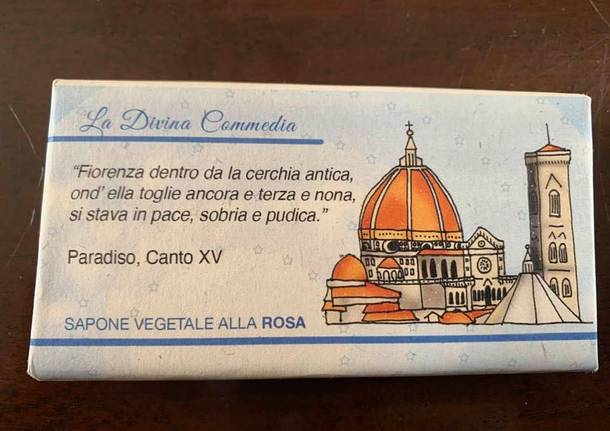 La Divina Commedia
“Fiorenza dentro da la cerchia antica,
ond’ ella toglie ancora e terza e nona,
si stava in pace, sobria e pudica.”
Paradiso, Canto XV
SAPONE VEGETALE ALLA ROSA